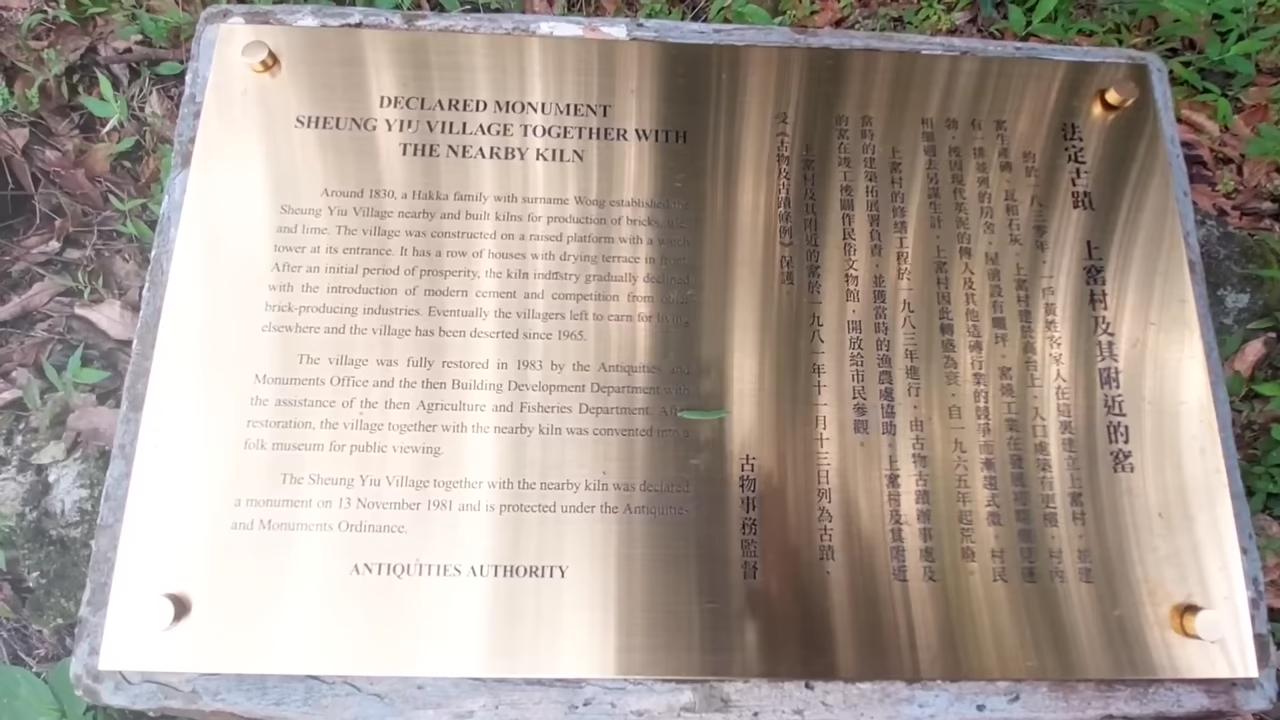 DECLARED MONUMENT
SHEUNG YIU VILLAGE TOGETHER WITH
THE NEARBY KILN
Around 1830, a Hakka family with surname Wong established the
Sheung Yiu Village nearby and built kilns for production of bricks, tiles
and lime. The village was constructed on a raised platform with a watch
tower at its entrance. It has a row of houses with drying terrace in front.
After an initial period of prosperity, the kiln industry gradually declined
with the introduction of modern cement and competition from other
brick-producing industries. Eventually the villagers left to earn for living
elsewhere and the village has been deserted since 1965.
The village was fully restored in 1983 by the Antiquities and
Monuments Office and the then Building Development Department with
the assistance of the then Agriculture and Fisheries Department. After
restoration, the village together with the nearby kiln was convented into a
folk museum for public viewing.
The Sheung Yiu Village together with the nearby kiln was declared
a monument on 13 November 1981 and is protected under the Antiquities
and Monuments Ordinance.
ANTIQUITIES AUTHORITY
法定古蹟 上窰村及其附近的窰
約於一八三零年，一戶黃姓客家人在這裏建立上窰村，並建
窰生產磚、瓦和石灰。上窰村建於高台上，入口處築有更樓，村內
有一排並列的房舍，屋前設有曬坪。窰燒工業在發展初期蓬
勃，後因現代英泥的傳入及其他造磚行業的競爭而漸趨式微，村民
相繼過去另謀生計，上窰村因此轉盛為衰，自一九六五年起荒廢。
上窰村的修繕工程於一九八三年進行，由古物古蹟辦事處及
當時的建築拓展署負責，並獲當時的漁農處協助。上窰村及其附近
的窰在竣工後闢作民俗文物館，開放給市民參觀。
上窰村及其附近的窰於一九八一年十一月十三日列為古蹟，
受《古物及古蹟條例》保護。
古物事務監督